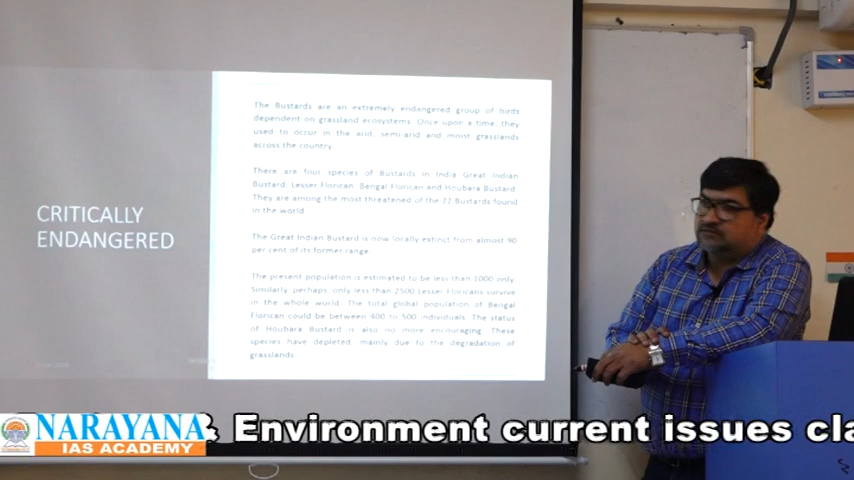 CRITICALLY
ENDANGERED
The Bustards are an extremely endangered group of birds
dependent on grassland ecosystems. Once upon a time, they
used to occur in the arid, semi-arid and moist grasslands
across the country.
There are four species of Bustards in India Great Indian
Bustard, Lesser Florican, Bengal Florican and Houbara Bustard.
They are among the most threatened of the 22 Bustards found
in the world.
The Great Indian Bustard is now locally extinct from almost 90
per cent of its former range.
The present population is estimated to be less than 1000 only.
Similarly, perhaps, only less than 2500 Lesser Floricans survive
in the whole world. The total global population of Bengal
Florican could be between 400 to 500 individuals. The status
of Houbara Bustard is also no more encouraging. These
species have depleted, mainly due to the degradation of
grasslands
NARAYANA
IAS ACADEMY
& Environment current issues cla